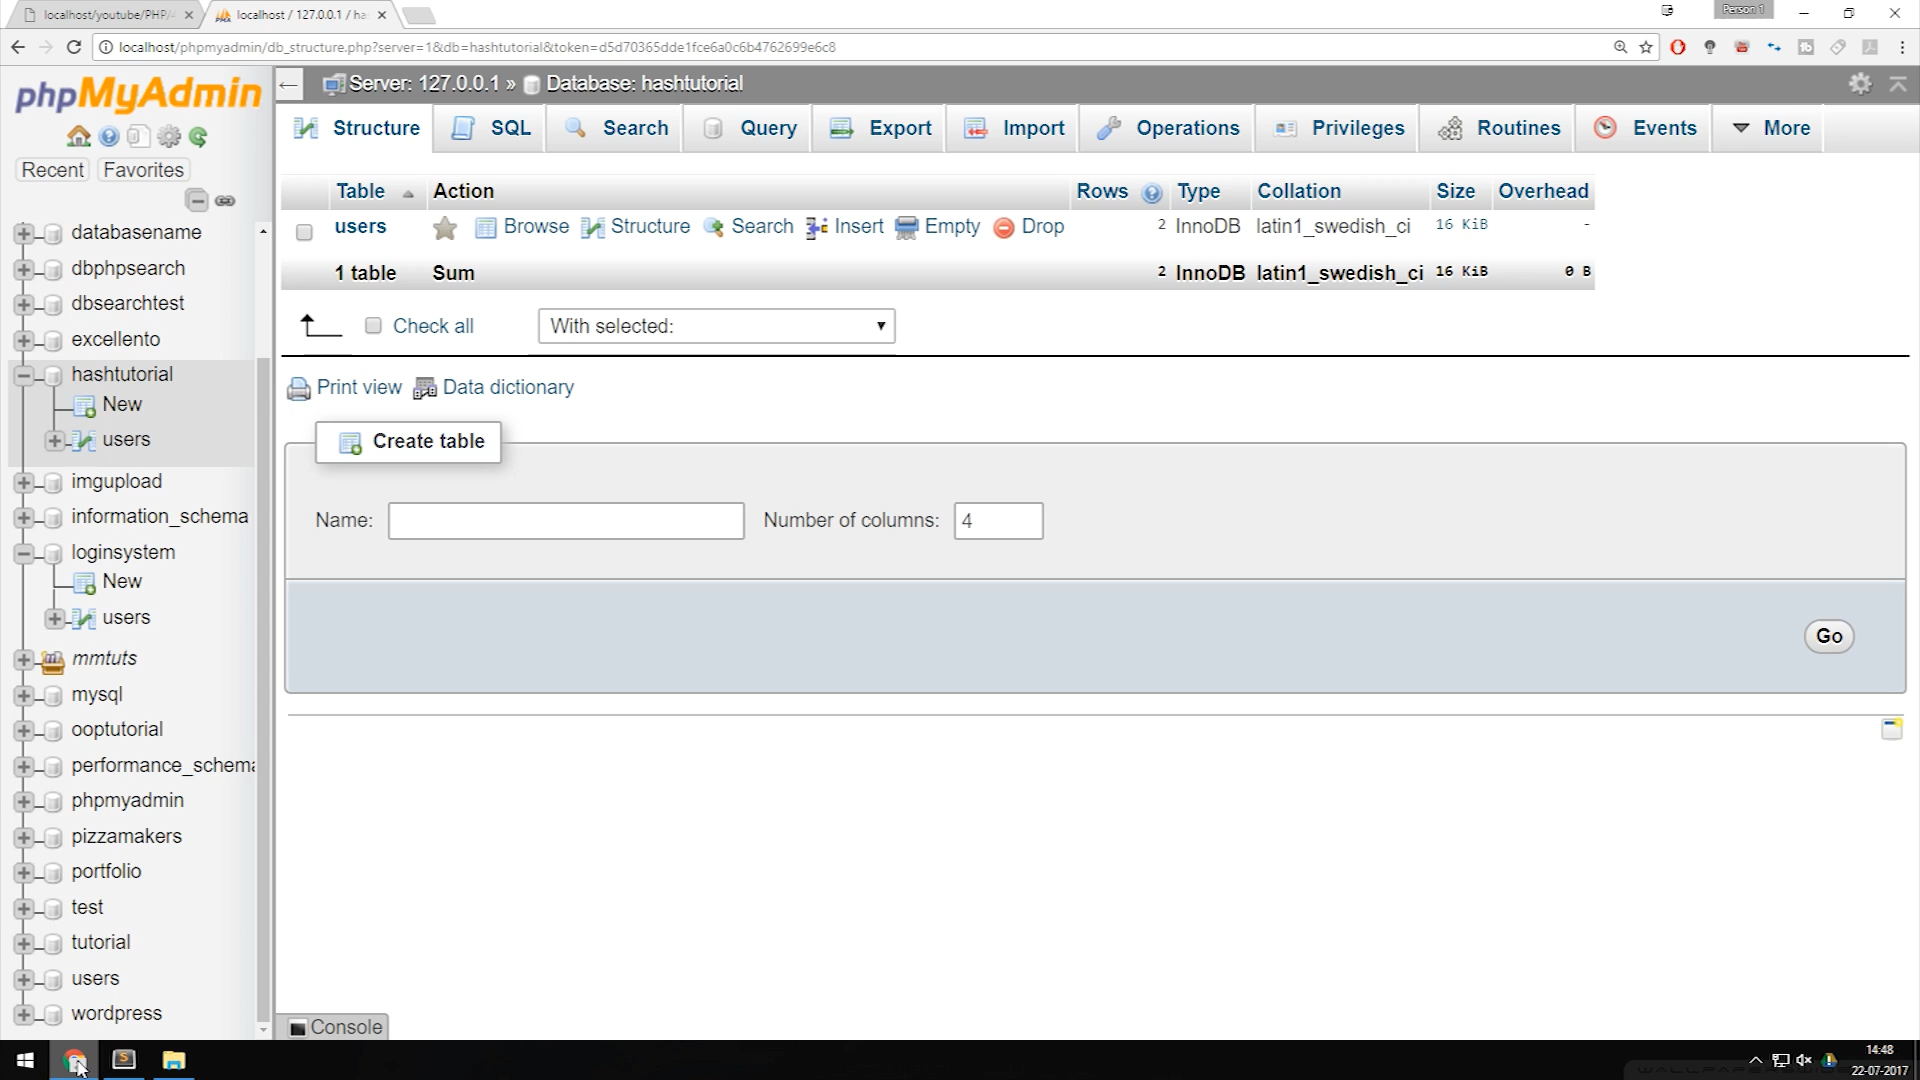 localhost/youtube/PHP/4
localhost / 127.0.0.1 / ha
Person 1
localhost/phpmyadmin/db_structure.php?server=1&db=hashtutorial&token=d5d70365dde1fce6a0c6b4762699e6c8
phpMyAdmin
Recent Favorites
databasename
dbphpsearch
dbsearchtest
excellento
hashtutorial
New
users
imgupload
information_schema
loginsystem
New
users
mmtuts
mysql
ooptutorial
performance_schema
phpmyadmin
pizzamakers
portfolio
test
tutorial
users
wordpress
Server: 127.0.0.1 » Database: hashtutorial
Structure SQL Search Query Export Import Operations Privileges Routines Events More
Table Action Rows Type Collation Size Overhead
users Browse Structure Search Insert Empty Drop 2 InnoDB latin1_swedish_ci 16 KiB -
1 table Sum 2 InnoDB latin1_swedish_ci 16 KiB 0 B
Check all With selected:
Print view Data dictionary
Create table
Name: Number of columns: 4
Go
Console
14:48
22-07-2017